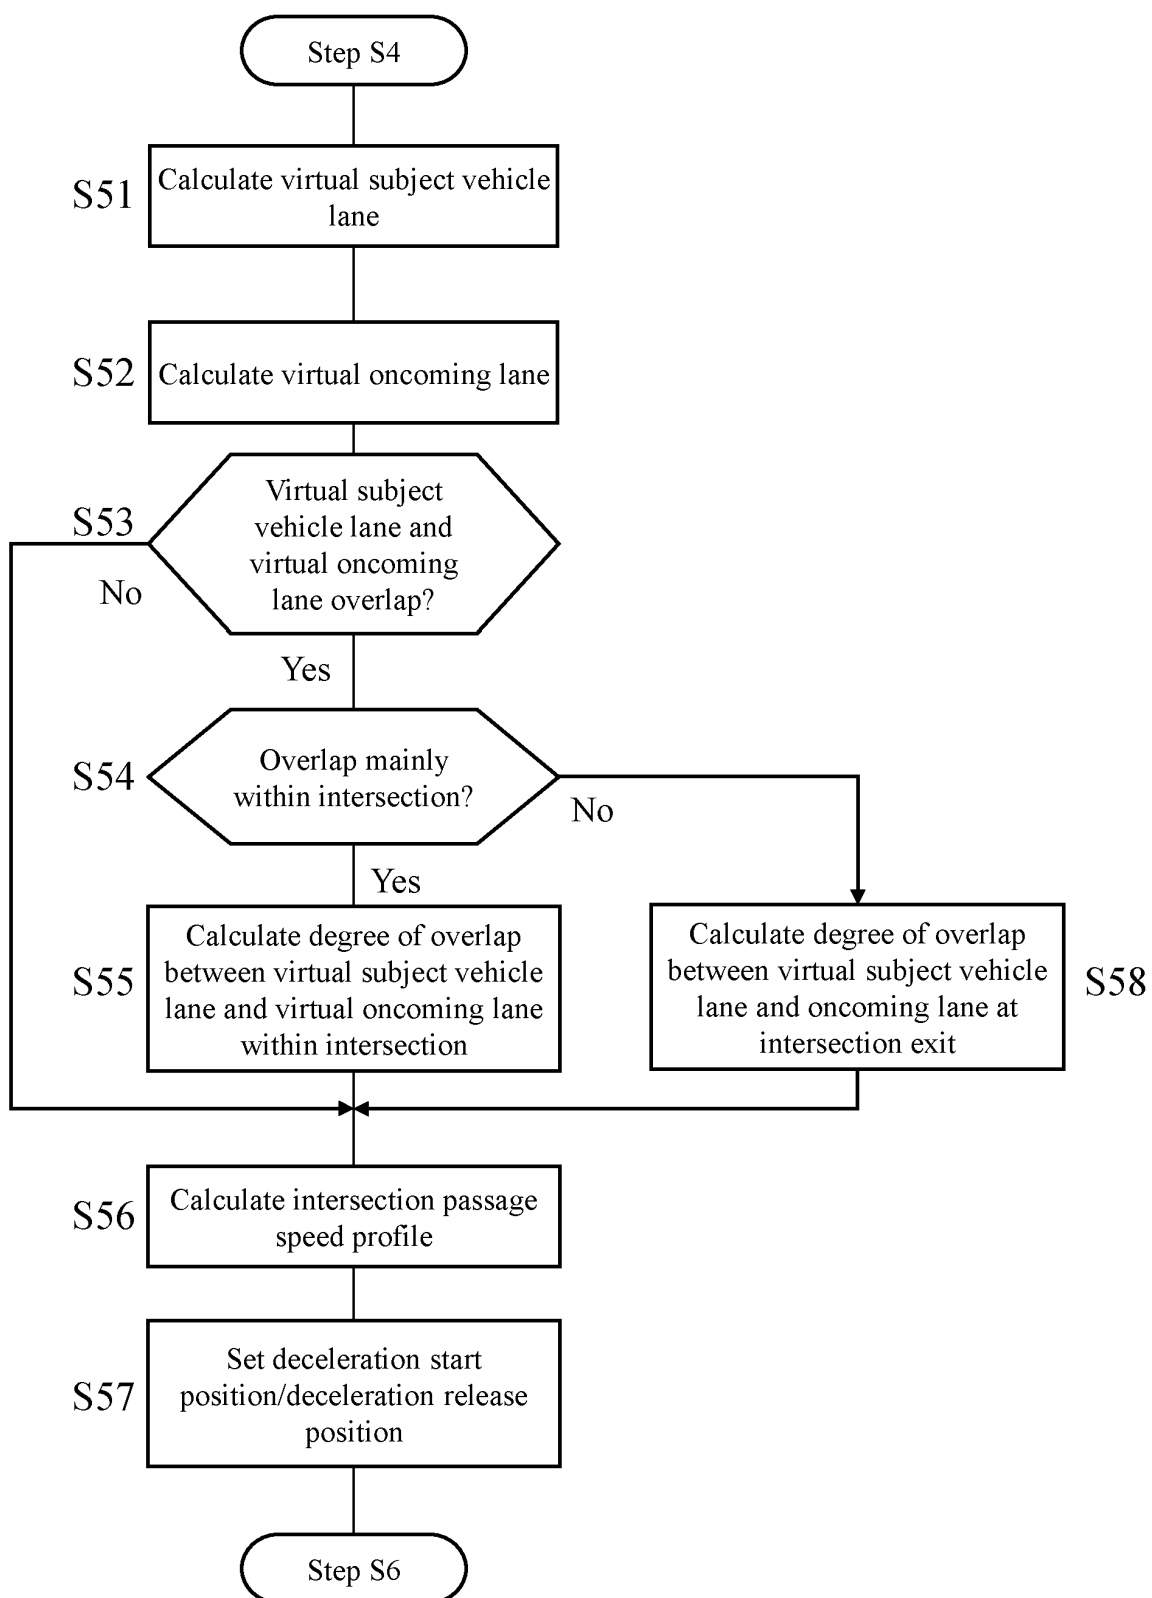 Step S4
S51
Calculate virtual subject vehicle
lane
S52
Calculate virtual oncoming lane
S53
Virtual subject
vehicle lane and
virtual oncoming
lane overlap?
No
Yes
S54
Overlap mainly
within intersection?
No
Yes
S55
Calculate degree of overlap
between virtual subject vehicle
lane and virtual oncoming lane
within intersection
Calculate degree of overlap
between virtual subject vehicle
lane and oncoming lane at
intersection exit
S58
S56
Calculate intersection passage
speed profile
S57
Set deceleration start
position/deceleration release
position
Step S6